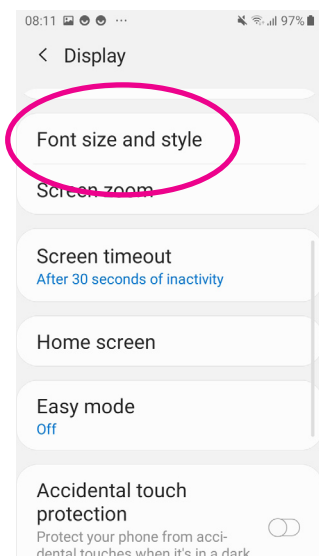 08:11 97%
Display
Font size and style
Screen zoom
Screen timeout
After 30 seconds of inactivity
Home screen
Easy mode
Off
Accidental touch
protection
Protect your phone from acci-
dental touches when it's in a dark